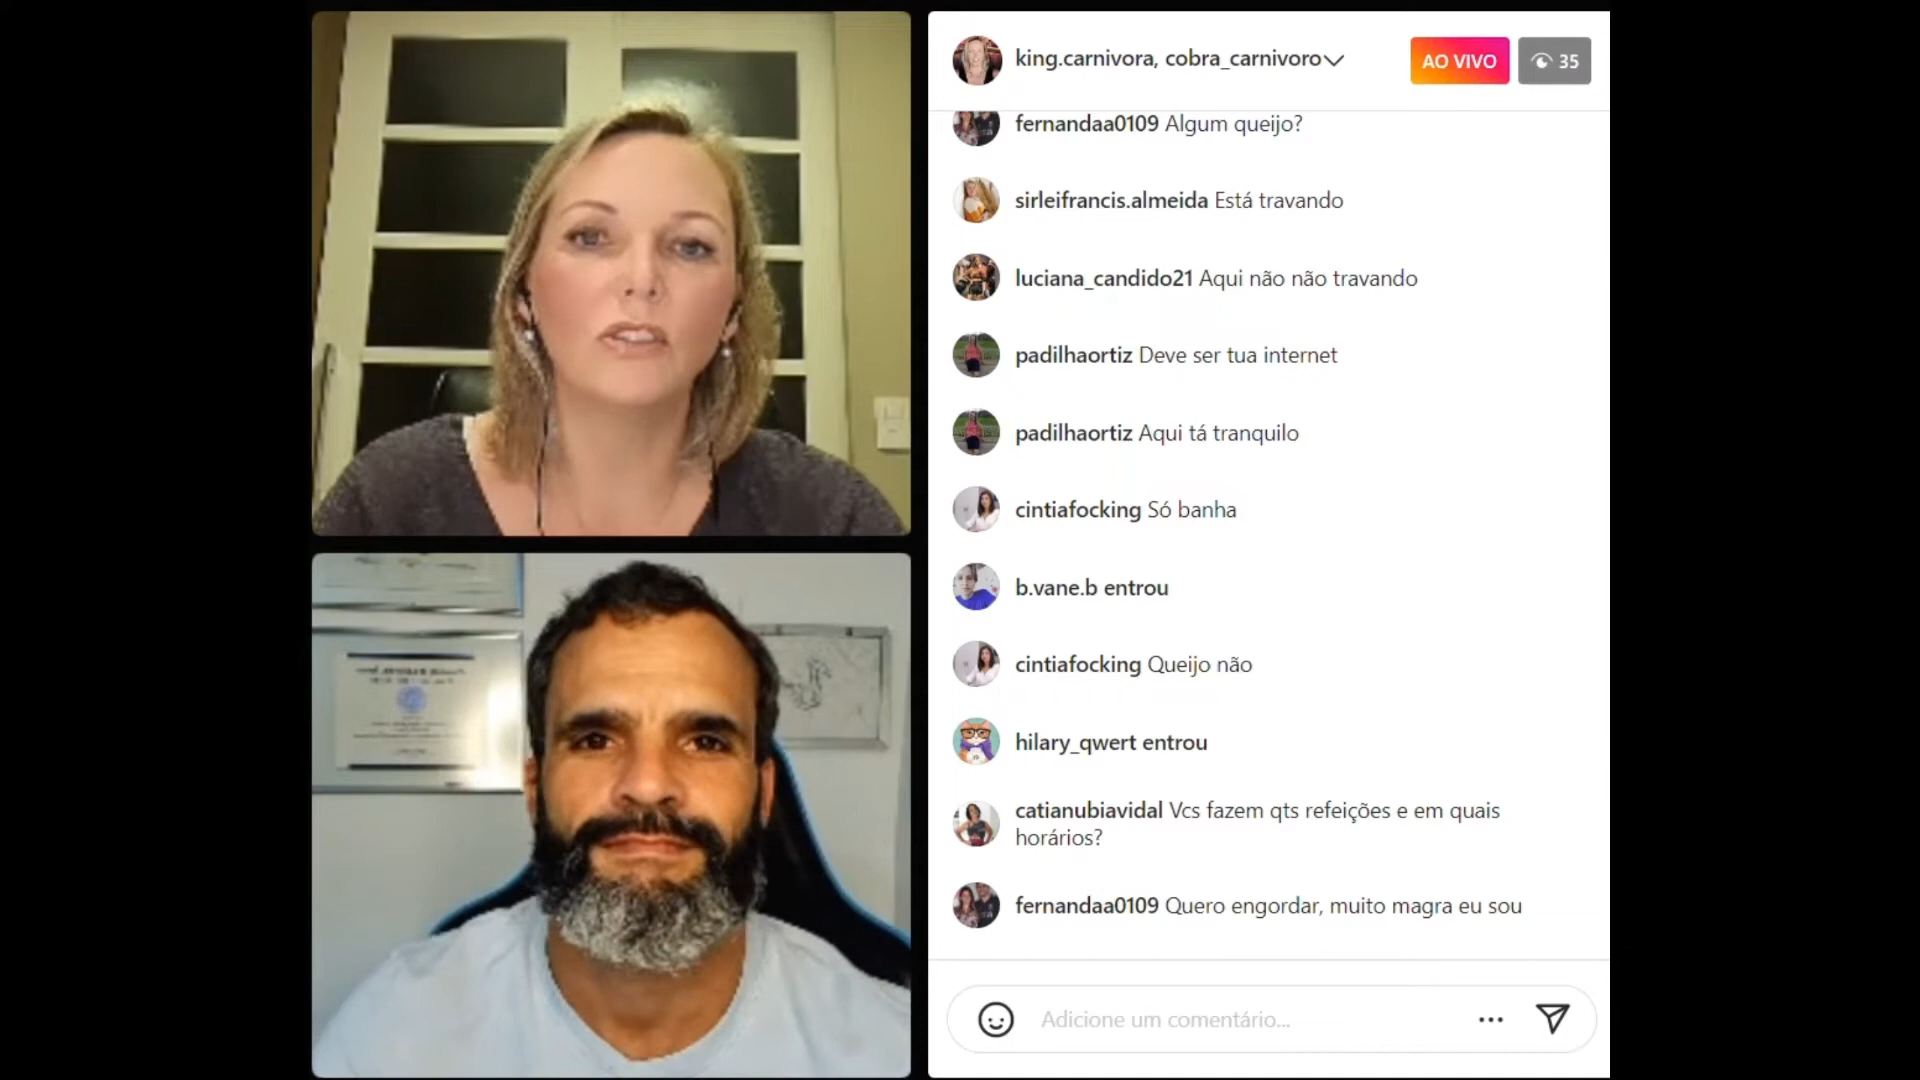 king.carnivora, cobra_carnivoro
AO VIVO
35
fernandaa0109 Algum queijo?
sirleifrancis.almeida Está travando
luciana_candido21 Aqui não não travando
padilhaortiz Deve ser tua internet
padilhaortiz Aqui tá tranquilo
cintiafocking Só banha
b.vane.b entrou
cintiafocking Queijo não
hilary_qwert entrou
catianubiavidal Vcs fazem qts refeições e em quais
horários?
fernandaa0109 Quero engordar, muito magra eu sou
Adicione um comentário...